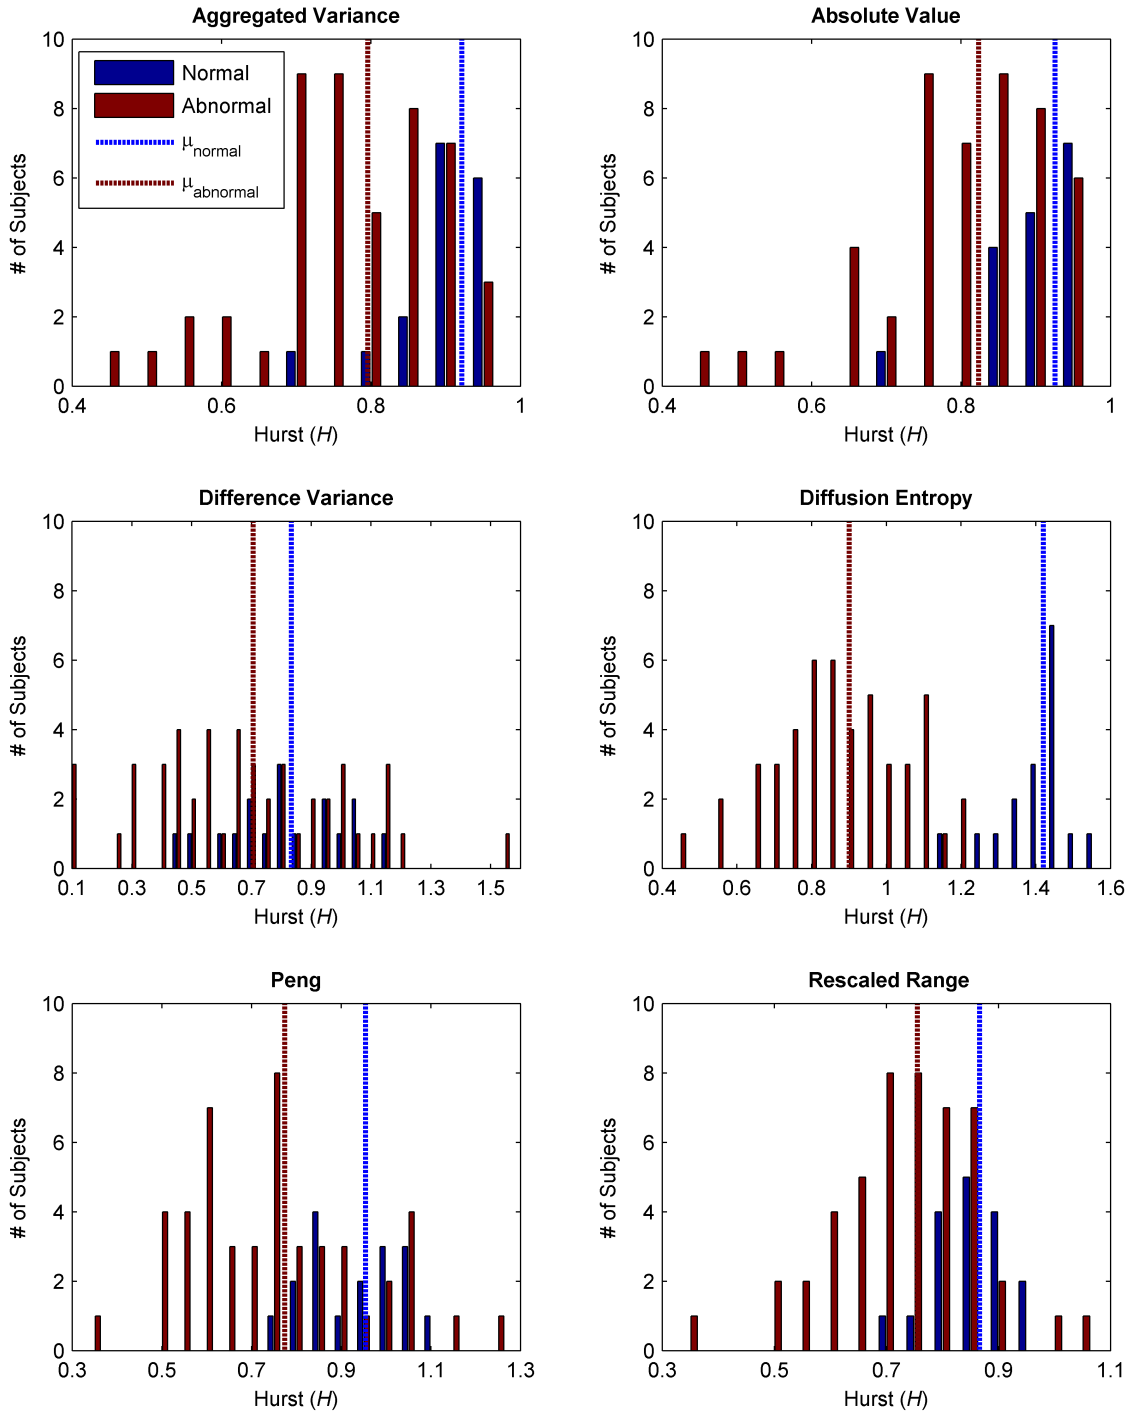 Aggregated Variance
10
8
6
4
2
0
0.4 0.6 0.8 1
# of Subjects
Hurst (H)
Normal
Abnormal
μnormal
μabnormal
Absolute Value
10
8
6
4
2
0
0.4 0.6 0.8 1
# of Subjects
Hurst (H)
Difference Variance
10
8
6
4
2
0
0.1 0.3 0.5 0.7 0.9 1.1 1.3 1.5
# of Subjects
Hurst (H)
Diffusion Entropy
10
8
6
4
2
0
0.4 0.6 0.8 1 1.2 1.4 1.6
# of Subjects
Hurst (H)
Peng
10
8
6
4
2
0
0.3 0.5 0.7 0.9 1.1 1.3
# of Subjects
Hurst (H)
Rescaled Range
10
8
6
4
2
0
0.3 0.5 0.7 0.9 1.1
# of Subjects
Hurst (H)